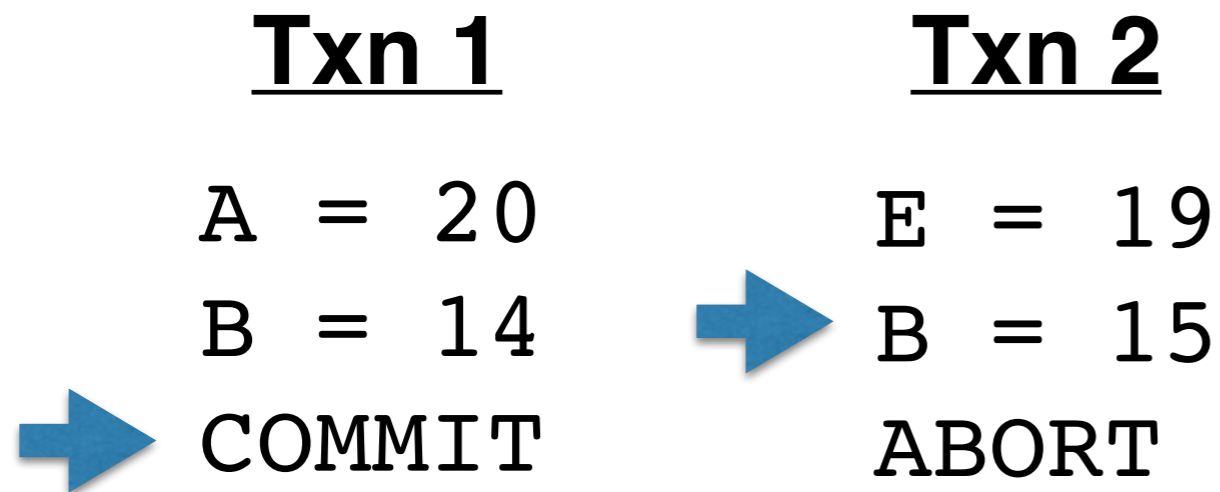 Txn 1
A = 20
B = 14
COMMIT
Txn 2
E = 19
B = 15
ABORT